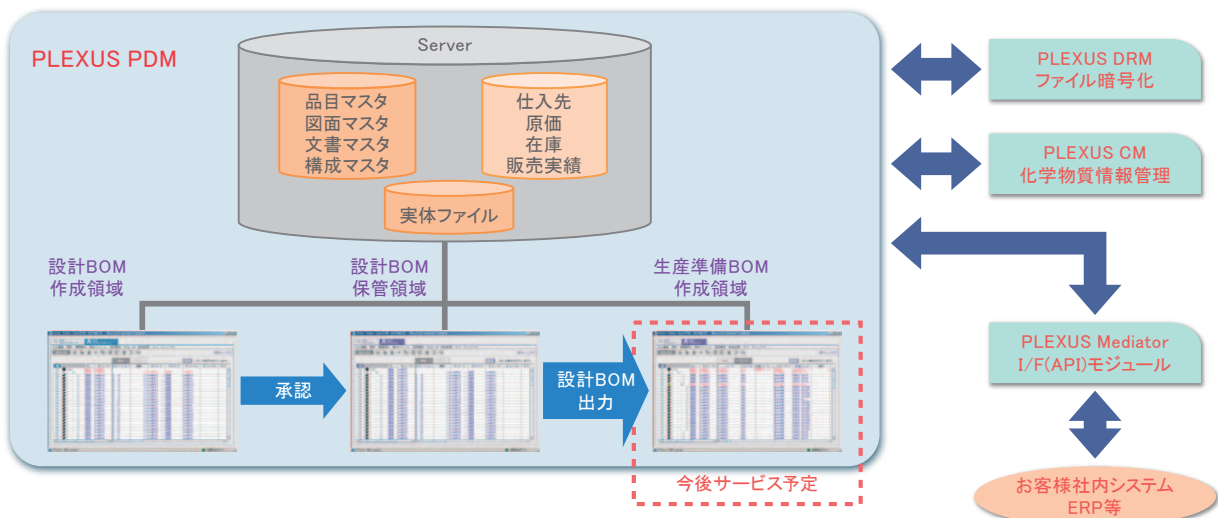 PLEXUS PDM
Server
品目マスタ
図面マスタ
文書マスタ
構成マスタ
仕入先
原価
在庫
販売実績
実体ファイル
設計BOM
作成領域
設計BOM
保管領域
生産準備BOM
作成領域
承認
設計BOM
出力
今後サービス予定
PLEXUS DRM
ファイル暗号化
PLEXUS CM
化学物質情報管理
PLEXUS Mediator
I/F(API)モジュール
お客様社内システム
ERP等